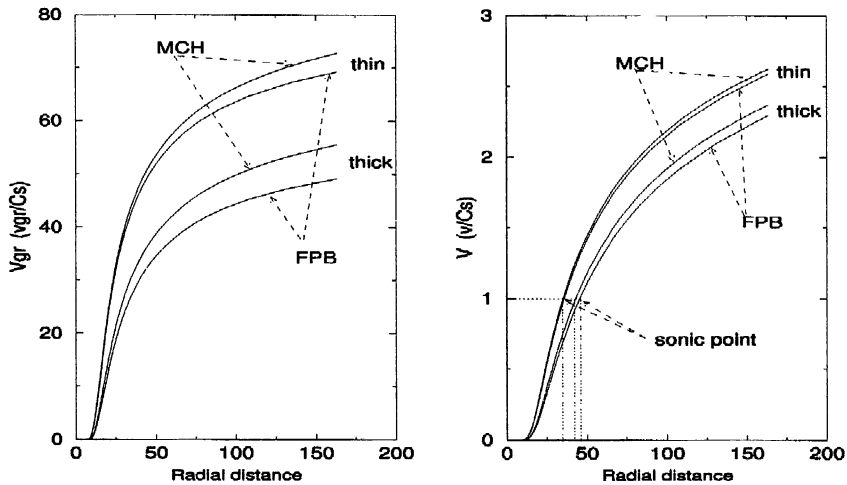 80
60
40
20
0
Vgr (vgr/Cs)
MCH
thin
thick
FPB
0
50
100
150
200
Radial distance
3
2
1
0
V (v/Cs)
MCH
thin
thick
FPB
sonic point
0
50
100
150
200
Radial distance